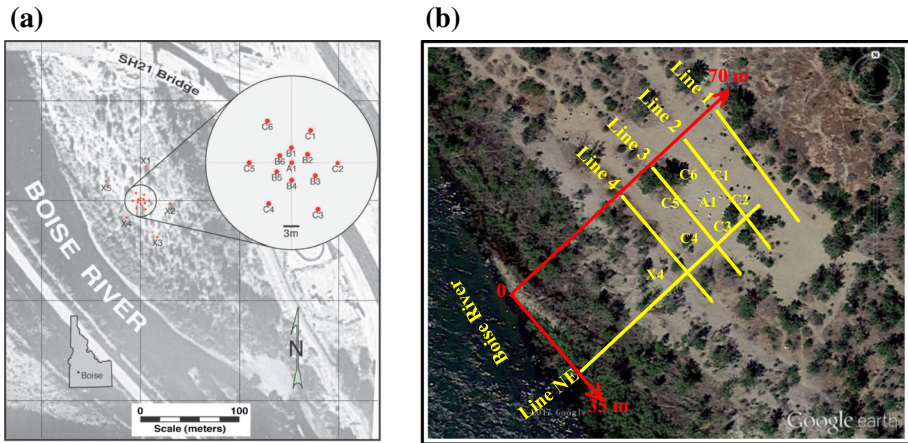 (a)
(b)
SH21 Bridge
BOISE RIVER
X1
X5
X2
X4
X3
C6
C1
B1
B6
B2
C5
A1
C2
B5
B3
B4
C4
C3
3m
Boise
N
0 100
Scale (meters)
N
70 m
Line 1
Line 2
Line 3
Line 4
C6
C1
C5
A1
C2
C3
C4
X4
0
Boise River
Line NE
35 m
2017 Google
Google earth